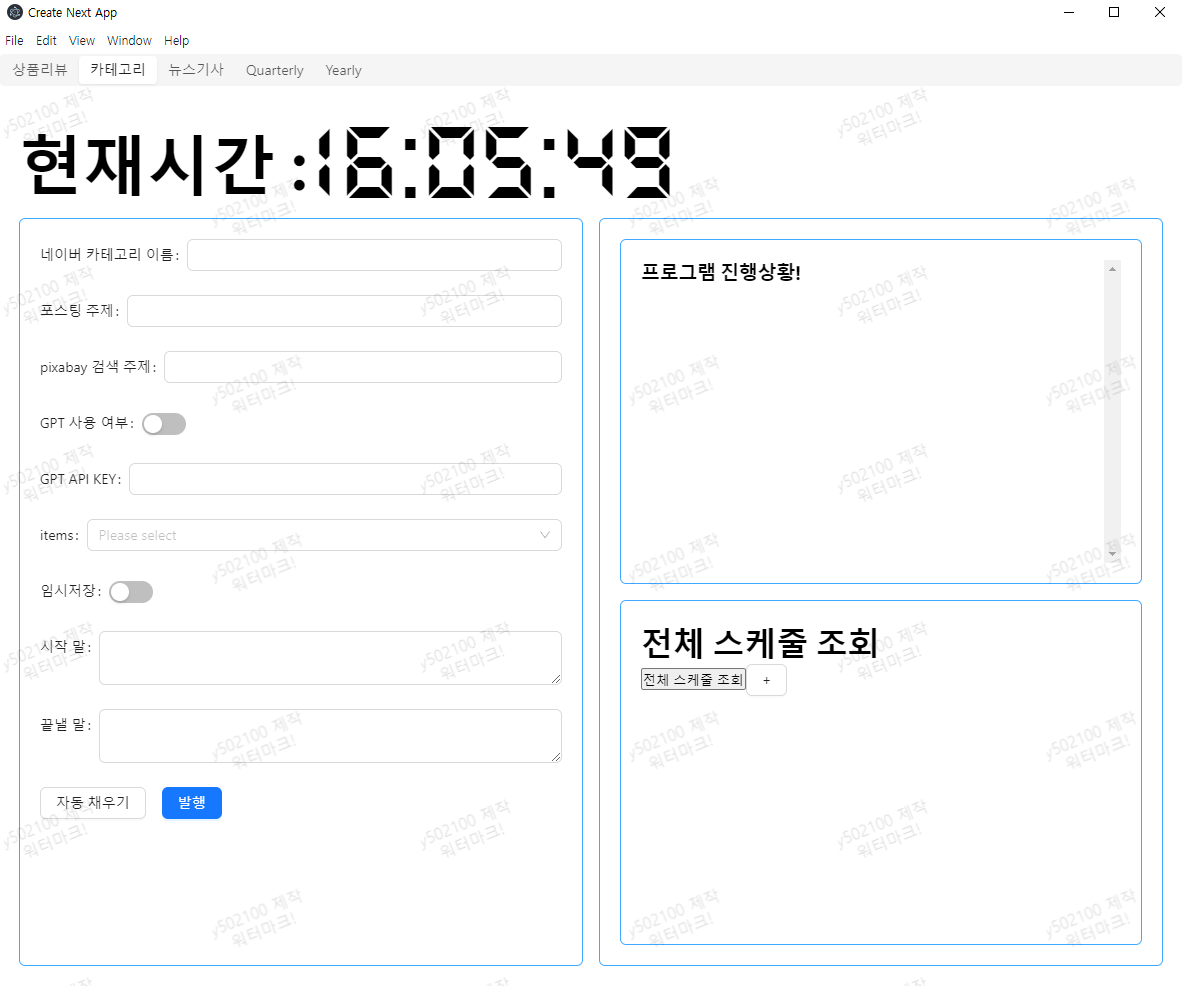 Create Next App
File Edit View Window Help
상품리뷰 카테고리 뉴스기사 Quarterly Yearly
현재시간 :16:05:49
네이버 카테고리 이름:
포스팅 주제:
pixabay 검색 주제:
GPT 사용 여부:
GPT API KEY:
items: Please select
임시저장:
시작 말:
끝낼 말:
자동 채우기 발행
프로그램 진행상황!
전체 스케줄 조회
전체 스케줄 조회 +
y502100 제작
워터마크!